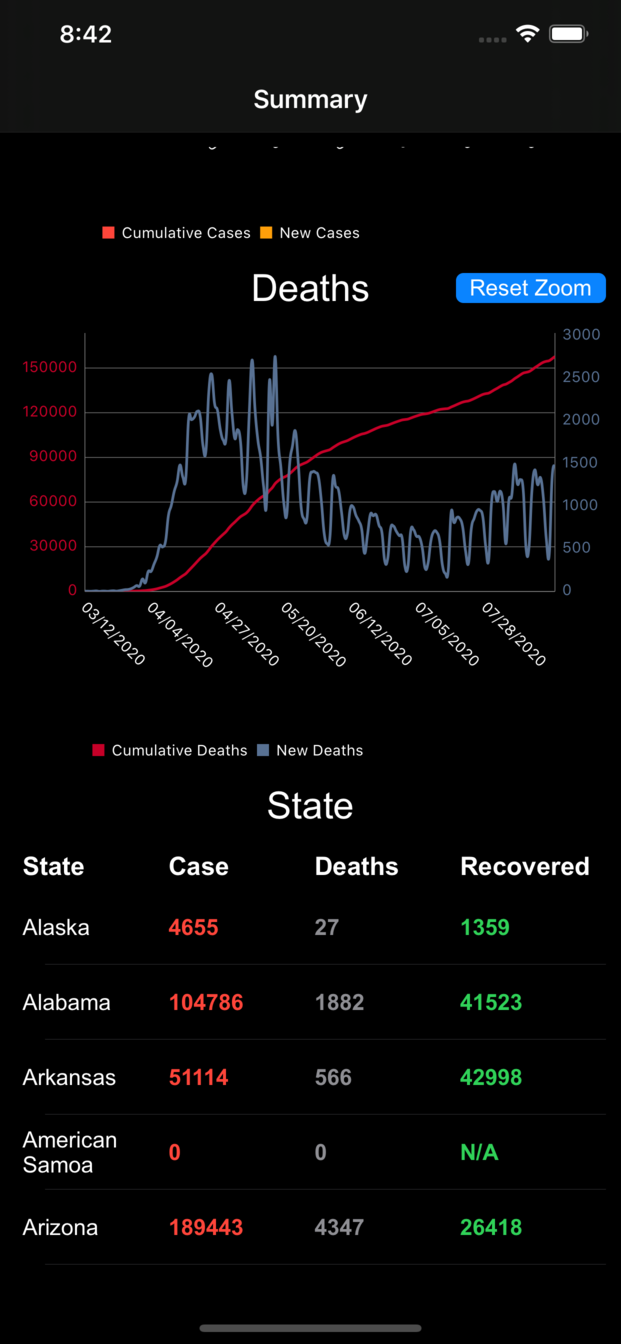 8:42
Summary
Cumulative Cases New Cases
Deaths Reset Zoom
3000
150000 2500
120000 2000
90000 1500
60000 1000
30000 500
0 0
03/12/2020 04/04/2020 04/27/2020 05/20/2020 06/12/2020 07/05/2020 07/28/2020
Cumulative Deaths New Deaths
State
State Case Deaths Recovered
Alaska 4655 27 1359
Alabama 104786 1882 41523
Arkansas 51114 566 42998
American
Samoa 0 0 N/A
Arizona 189443 4347 26418